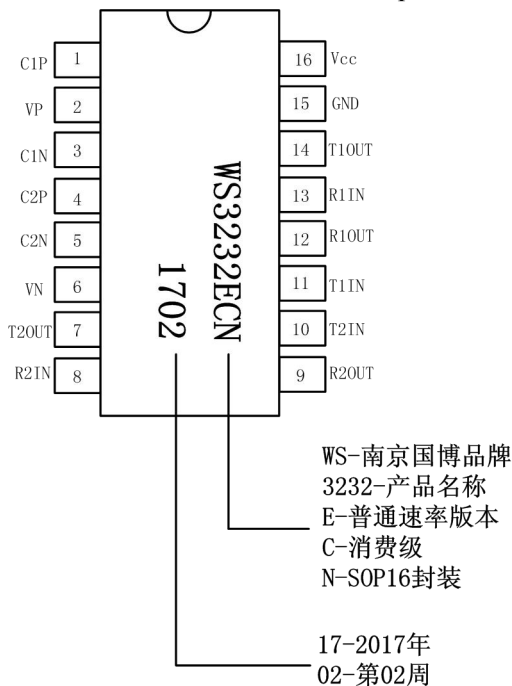 C1P 1
VP 2
C1N 3
C2P 4
C2N 5
VN 6
T2OUT 7
R2IN 8
16 Vcc
15 GND
14 T1OUT
13 R1IN
12 R1OUT
11 T1IN
10 T2IN
9 R2OUT
WS3232ECN
1702
WS-南京国博品牌
3232-产品名称
E-普通速率版本
C-消费级
N-SOP16封装
17-2017年
02-第02周